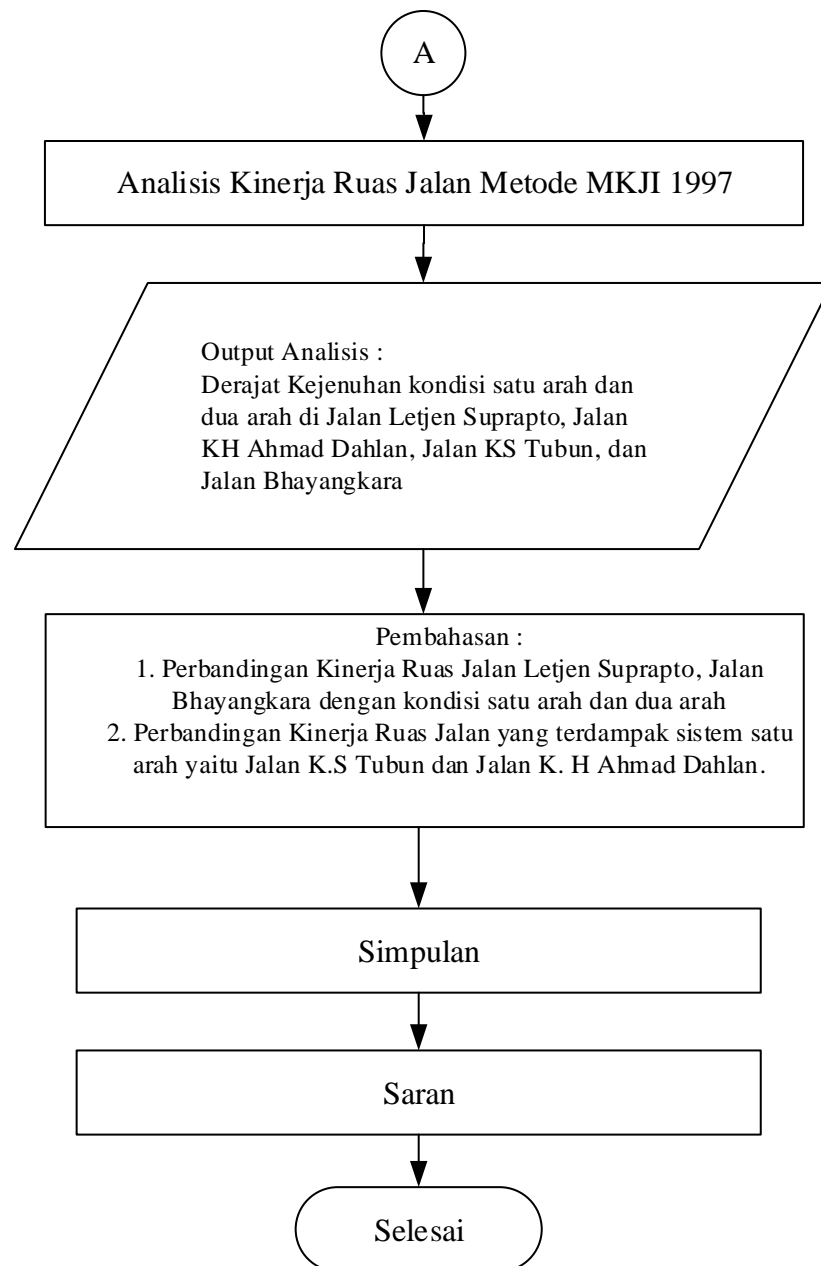 A
Analisis Kinerja Ruas Jalan Metode MKJI 1997
Output Analisis :
Derajat Kejenuhan kondisi satu arah dan
dua arah di Jalan Letjen Suprapto, Jalan
KH Ahmad Dahlan, Jalan KS Tubun, dan
Jalan Bhayangkara
Pembahasan :
1. Perbandingan Kinerja Ruas Jalan Letjen Suprapto, Jalan
Bhayangkara dengan kondisi satu arah dan dua arah
2. Perbandingan Kinerja Ruas Jalan yang terdampak sistem satu
arah yaitu Jalan K.S Tubun dan Jalan K. H Ahmad Dahlan.
Simpulan
Saran
Selesai